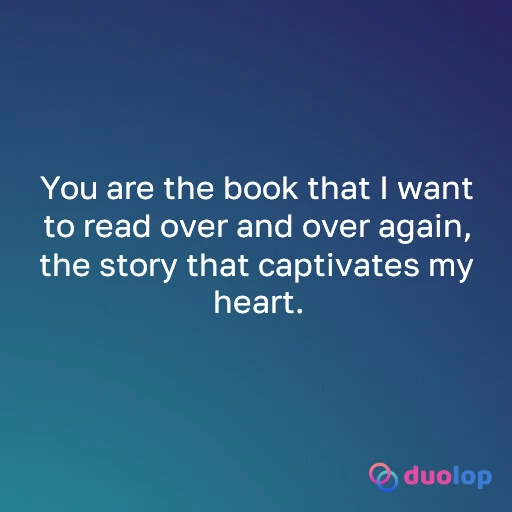 You are the book that I want
to read over and over again,
the story that captivates my
heart.
duolop